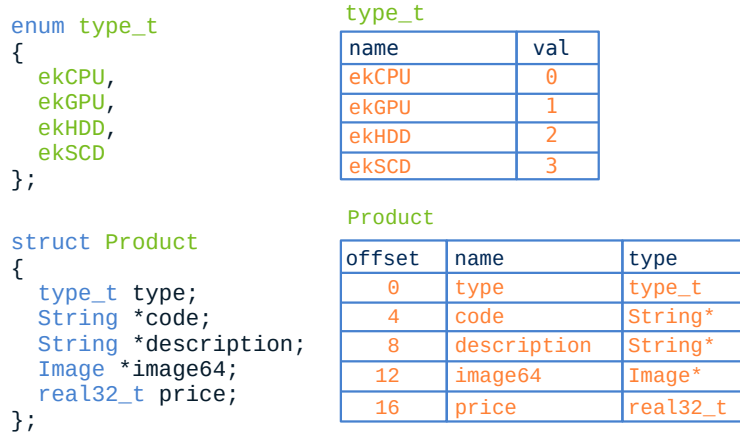 enum type_t
{
ekCPU,
ekGPU,
ekHDD,
ekSCD
};
type_t
name val
ekCPU 0
ekGPU 1
ekHDD 2
ekSCD 3
struct Product
{
type_t type;
String *code;
String *description;
Image *image64;
real32_t price;
};
Product
offset name type
0 type type_t
4 code String*
8 description String*
12 image64 Image*
16 price real32_t